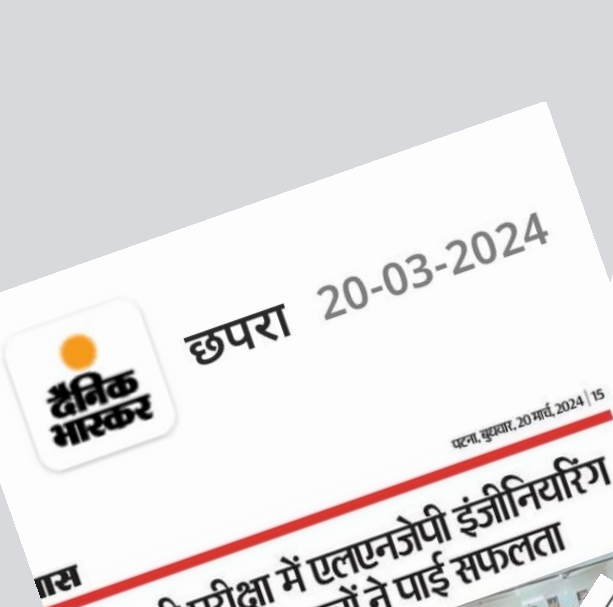 दैनिक
भास्कर
छपरा 20-03-2024
पटना, बुधवार, 20 मार्च, 2024 | 15
में एलएनजेपी इंजीनियरिंग
ने पाई सफलता